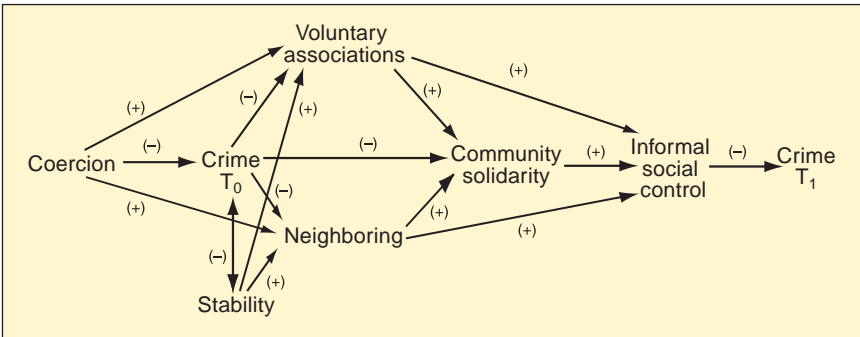 Voluntary
associations
(+)
(+)
(–)
(+)
(+)
Coercion
(–)
Crime
T0
(–)
Community
solidarity
(+)
Informal
social
control
(–)
Crime
T1
(+)
(–)
(+)
(+)
Neighboring
(–)
(+)
Stability